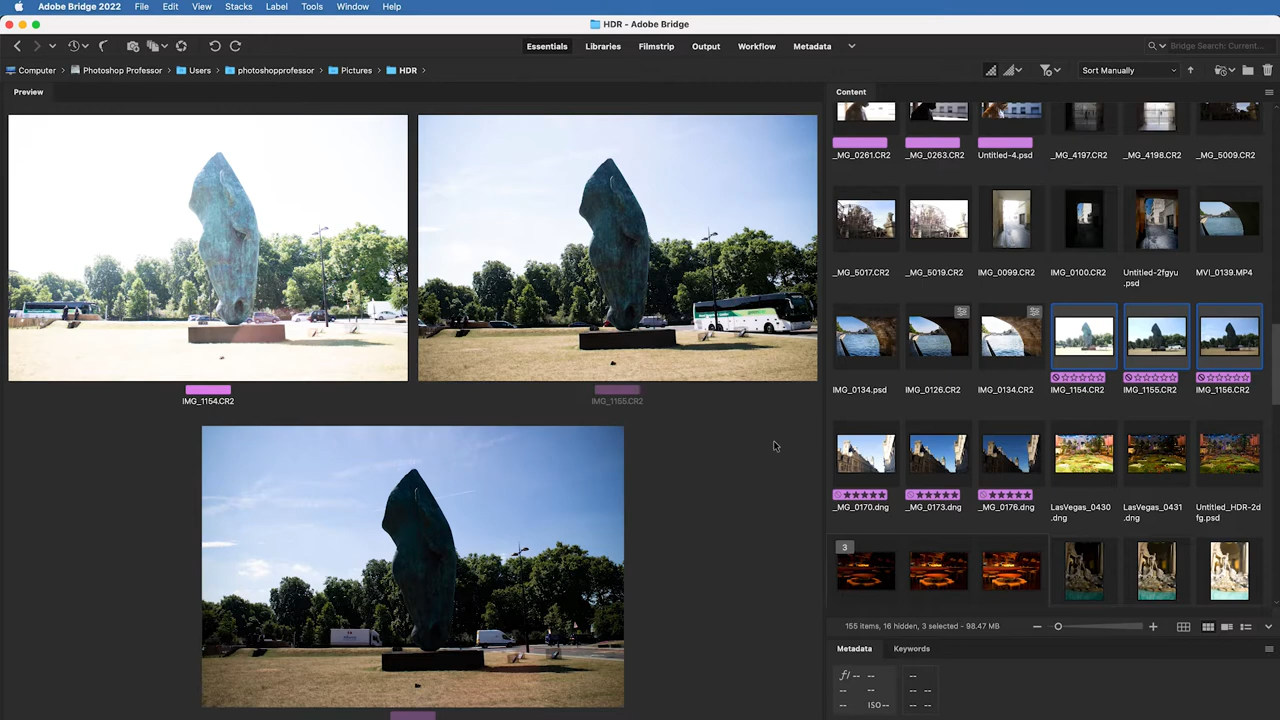 Adobe Bridge 2022 File Edit View Stacks Label Tools Window Help
HDR - Adobe Bridge
Essentials Libraries Filmstrip Output Workflow Metadata
Bridge Search: Current...
Computer Photoshop Professor Users photoshopprofessor Pictures HDR
Sort Manually
Preview
Content
_MG_0261.CR2 _MG_0263.CR2 Untitled-4.psd _MG_4197.CR2 _MG_4198.CR2 _MG_5009.CR2
_MG_5017.CR2 _MG_5019.CR2 IMG_0099.CR2 IMG_0100.CR2 Untitled-2fgyu
.psd
MVI_0139.MP4
IMG_0134.psd IMG_0126.CR2 IMG_0134.CR2 IMG_1154.CR2 IMG_1155.CR2 IMG_1156.CR2
IMG_1154.CR2
IMG_1155.CR2
_MG_0170.dng _MG_0173.dng _MG_0176.dng LasVegas_0430
.dng
LasVegas_0431
.dng
Untitled_HDR-2d
fg.psd
3
155 items, 16 hidden, 3 selected - 98.47 MB
Metadata Keywords
ƒ/-- -- --
-- -- -- --
-- ISO-- -- --